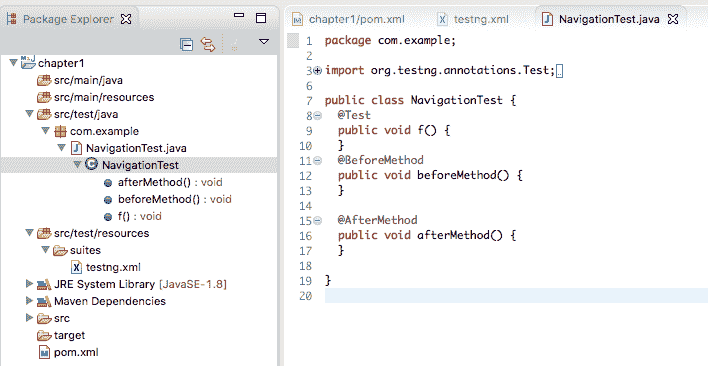 Package Explorer
chapter1
src/main/java
src/main/resources
src/test/java
com.example
NavigationTest.java
NavigationTest
afterMethod() : void
beforeMethod() : void
f() : void
src/test/resources
suites
testng.xml
JRE System Library [JavaSE-1.8]
Maven Dependencies
src
target
pom.xml
chapter1/pom.xml
testng.xml
NavigationTest.java
1 package com.example;
2
3 import org.testng.annotations.Test;
6
7 public class NavigationTest {
8 @Test
9 public void f() {
10 }
11 @BeforeMethod
12 public void beforeMethod() {
13 }
14
15 @AfterMethod
16 public void afterMethod() {
17 }
18
19 }
20